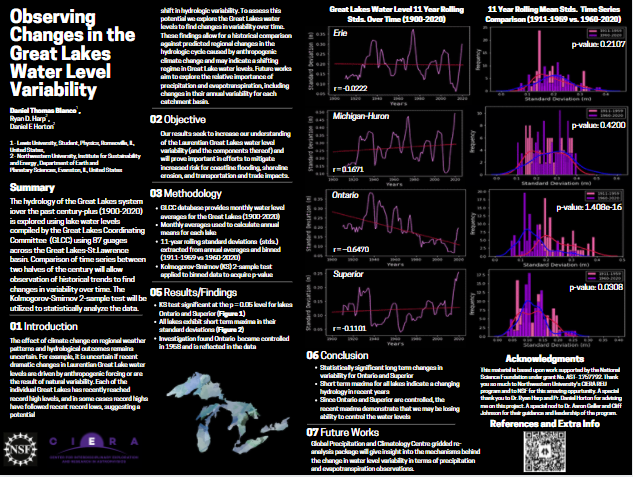 Observing
Changes in the
Great Lakes
Water Level
Variability
Daniel Thomas Blanco¹,
Ryan D. Harp²,
Daniel E Horton²
1 - Lewis University, Student, Physics, Romeoville, IL,
United States,
2 - Northwestern University, Institute for Sustainability
and Energy, Department of Earth and
Planetary Sciences, Evanston, IL, United States
Summary
The hydrology of the Great Lakes system
over the past century-plus (1900-2020)
is explored using lake water levels
compiled by the Great Lakes Coordinating
Committee (GLCC) using 87 gauges
across the Great Lakes-St.Lawrence
basin. Comparison of time series between
two halves of the century will allow
observation of historical trends to find
changes in variability over time. The
Kolmogorov-Smirnov 2-sample test will be
utilized to statistically analyze the data.
01 Introduction
The effect of climate change on regional weather
patterns and hydrological outcomes remains
uncertain. For example, it is uncertain if recent
dramatic changes in Laurentian Great Lake water
levels are driven by anthropogenic forcing or are
the result of natural variability. Each of the
individual Great Lakes has recently reached
record high levels, and in some cases record highs
have followed recent record lows, suggesting a
potential
NSF
CIERA
shift in hydrologic variability. To assess this
potential we explore the Great Lakes water
levels to find changes in variability over time.
These findings allow for a historical comparison
against predicted regional changes in the
hydrologic cycle caused by anthropogenic
climate change and may indicate a shifting
regime in Great Lake water levels. Future works
aim to explore the relative importance of
precipitation and evapotranspiration, including
changes in their annual variability for each
catchment basin.
02 Objective
Our results seek to increase our understanding
of the Laurentian Great Lakes water level
variability (and the components thereof) and
will prove important in efforts to mitigate
increased risk for coastline flooding, shoreline
erosion, and transportation and trade impacts.
03 Methodology
• GLCC database provides monthly water level
averages for the Great Lakes (1900-2020)
• Monthly averages used to calculate annual
means for each lake
• 11-year rolling standard deviations (stds.)
extracted from annual averages and binned
(1911-1959 vs 1960-2020)
• Kolmogorov-Smirnov (KS) 2-sample test
applied to binned data to acquire p-value
05 Results/Findings
• KS test significant at the p=0.05 level for lakes
Ontario and Superior (Figure 1)
• All lakes exhibit short term maxima in their
standard deviations (Figure 2)
• Investigation found Ontario became controlled
in 1958 and is reflected in the data
Great Lakes Water Level 11 Year Rolling
Stds. Over Time (1900-2020)
Erie
r = -0.0222
Standard Deviation (m)
Years
Michigan-Huron
r = 0.1671
Standard Deviation (m)
Years
Ontario
r = -0.6470
Standard Deviation (m)
Years
Superior
r = -0.1101
Standard Deviation (m)
Years
11 Year Rolling Mean Stds. Time Series
Comparison (1911-1959 vs. 1960-2020)
1911-1959
1960-2020
p-value: 0.2107
Frequency
Standard Deviation (m)
p-value: 0.4200
Frequency
Standard Deviation (m)
p-value: 1.408e-16
Frequency
Standard Deviation (m)
p-value: 0.0308
Frequency
Standard Deviation (m)
06 Conclusion
• Statistically significant long term changes in
variability for Ontario and Superior
• Short term maxima for all lakes indicate a changing
hydrology in recent years
• Since Ontario and Superior are controlled, the
recent maxima demonstrate that we may be losing
ability to control the water levels
07 Future Works
Global Precipitation and Climatology Centre gridded re-
analysis package will give insight into the mechanisms behind
the change in water level variability in terms of precipitation
and evapotranspiration observations.
Acknowledgments
This material is based upon work supported by the National
Science Foundation under grant No. AST-1757792. Thank
you so much to Northwestern University's CIERA REU
program and to NSF for this amazing opportunity. A special
thank you to Dr. Ryan Harp and Dr. Daniel Horton for advising
me on this project. A special nod to Dr. Aaron Geller and Cliff
Johnson for their guidance and leadership of the program.
References and Extra Info